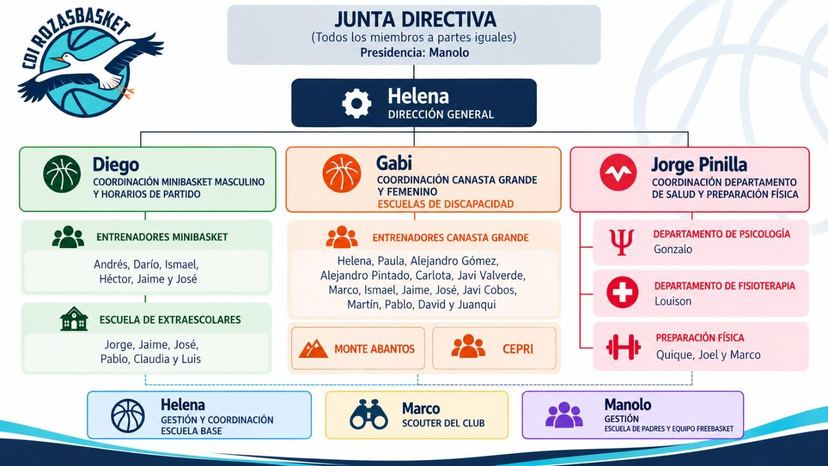 CDI ROZASBASKET
JUNTA DIRECTIVA
(Todos los miembros a partes iguales)
Presidencia: Manolo
Helena
DIRECCIÓN GENERAL
Diego
COORDINACIÓN MINIBASKET MASCULINO
Y HORARIOS DE PARTIDO
ENTRENADORES MINIBASKET
Andrés, Darío, Ismael,
Héctor, Jaime y José
ESCUELA DE EXTRAESCOLARES
Jorge, Jaime, José,
Pablo, Claudia y Luis
Gabi
COORDINACIÓN CANASTA GRANDE
Y FEMENINO
ESCUELAS DE DISCAPACIDAD
ENTRENADORES CANASTA GRANDE
Helena, Paula, Alejandro Gómez,
Alejandro Pintado, Carlota, Javi Valverde,
Marco, Ismael, Jaime, José, Javi Cobos,
Martín, Pablo, David y Juanqui
MONTE ABANTOS
CEPRI
Jorge Pinilla
COORDINACIÓN DEPARTAMENTO
DE SALUD Y PREPARACIÓN FÍSICA
DEPARTAMENTO DE PSICOLOGÍA
Gonzalo
DEPARTAMENTO DE FISIOTERAPIA
Louison
PREPARACIÓN FÍSICA
Quique, Joel y Marco
Helena
GESTIÓN Y COORDINACIÓN
ESCUELA BASE
Marco
SCOUTER DEL CLUB
Manolo
GESTIÓN
ESCUELA DE PADRES Y EQUIPO FREEBASKET